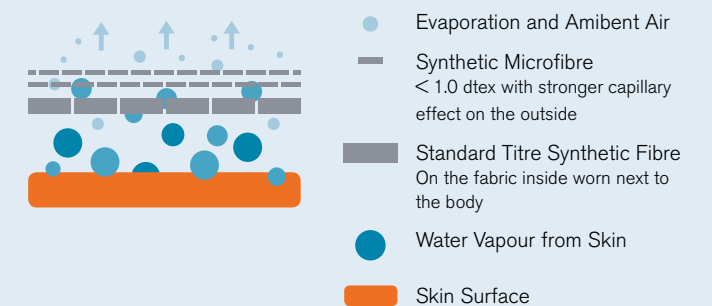 Evaporation and Amibent Air
Synthetic Microfibre
< 1.0 dtex with stronger capillary
effect on the outside
Standard Titre Synthetic Fibre
On the fabric inside worn next to
the body
Water Vapour from Skin
Skin Surface